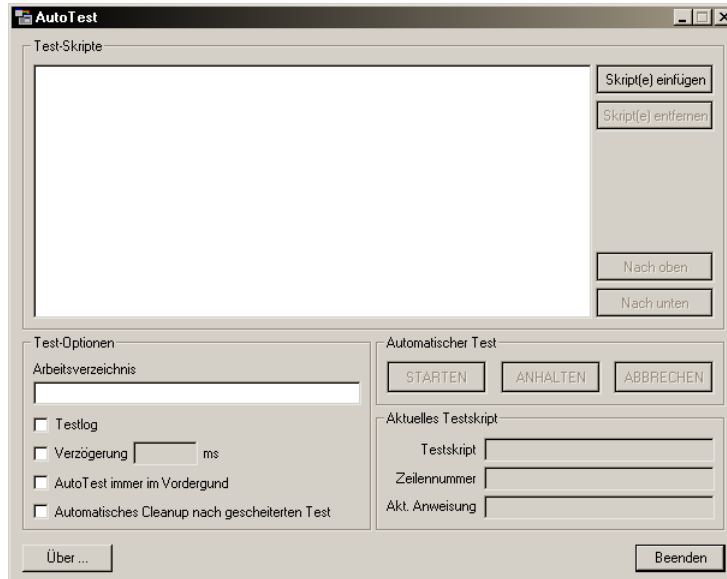 AutoTest
Test-Skripte
Skript(e) einfügen
Skript(e) entfernen
Nach oben
Nach unten
Test-Optionen
Arbeitsverzeichnis
Testlog
Verzögerung ms
AutoTest immer im Vordergund
Automatisches Cleanup nach gescheiterten Test
Automatischer Test
STARTEN ANHALTEN ABBRECHEN
Aktuelles Testskript
Testskript
Zeilennummer
Akt. Anweisung
Über ...
Beenden